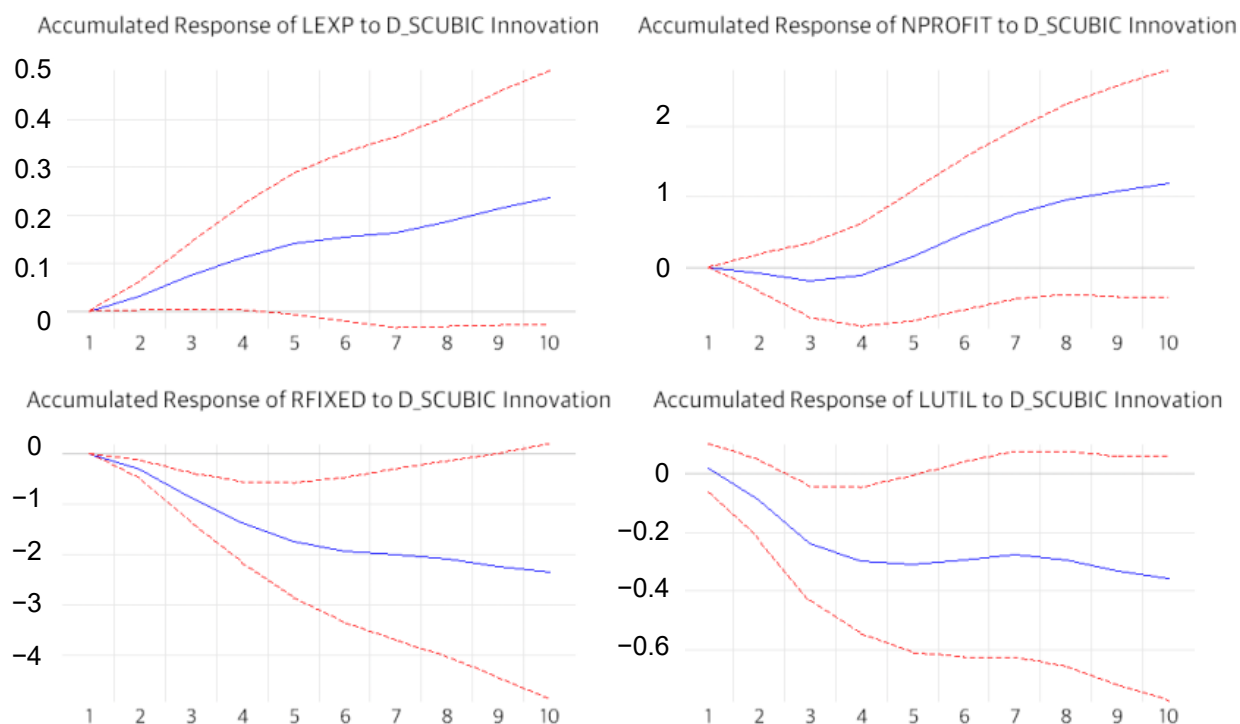 Accumulated Response of LEXP to D_SCUBIC Innovation
0.5
0.4
0.3
0.2
0.1
0
1 2 3 4 5 6 7 8 9 10
Accumulated Response of NPROFIT to D_SCUBIC Innovation
2
1
0
1 2 3 4 5 6 7 8 9 10
Accumulated Response of RFIXED to D_SCUBIC Innovation
0
−1
−2
−3
−4
1 2 3 4 5 6 7 8 9 10
Accumulated Response of LUTIL to D_SCUBIC Innovation
0
−0.2
−0.4
−0.6
1 2 3 4 5 6 7 8 9 10